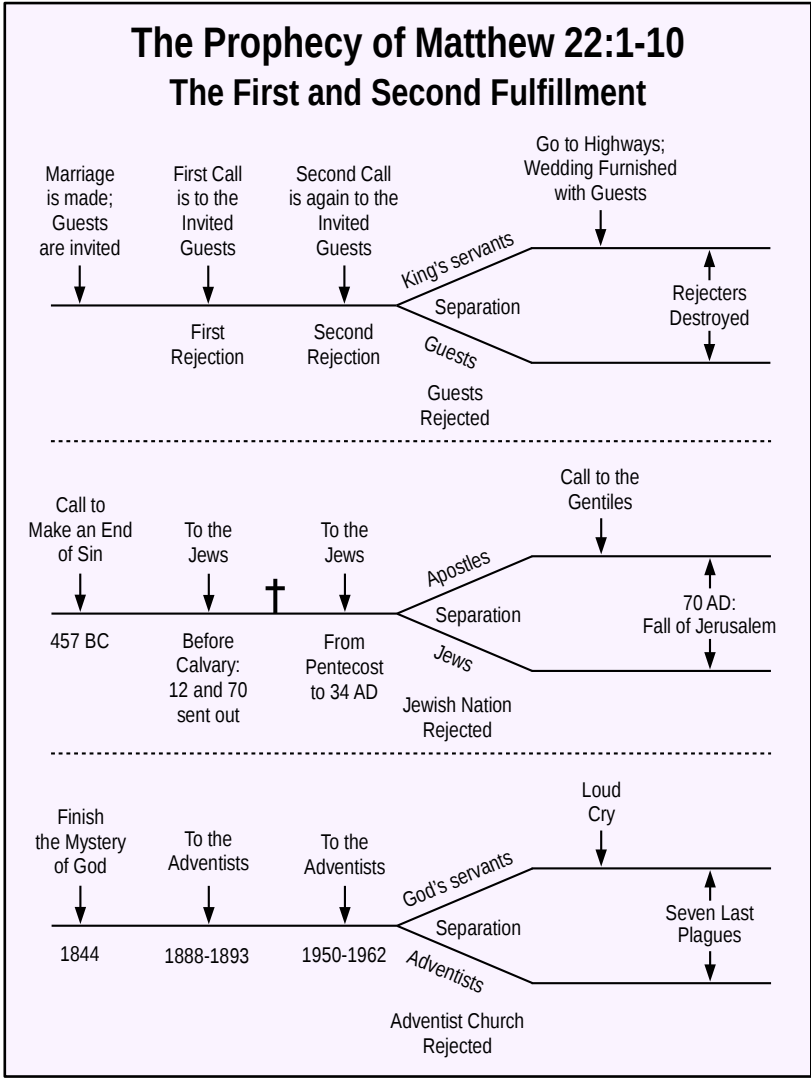 The Prophecy of Matthew 22:1-10
The First and Second Fulfillment
Marriage
is made;
Guests
are invited
First Call
is to the
Invited
Guests
Second Call
is again to the
Invited
Guests
Go to Highways;
Wedding Furnished
with Guests
King's servants
Separation
Guests
Rejecters
Destroyed
First
Rejection
Second
Rejection
Guests
Rejected
Call to
Make an End
of Sin
To the
Jews
To the
Jews
Call to the
Gentiles
Apostles
Separation
Jews
70 AD:
Fall of Jerusalem
457 BC
Before
Calvary:
12 and 70
sent out
From
Pentecost
to 34 AD
Jewish Nation
Rejected
Finish
the Mystery
of God
To the
Adventists
To the
Adventists
Loud
Cry
God's servants
Separation
Adventists
Seven Last
Plagues
1844
1888-1893
1950-1962
Adventist Church
Rejected